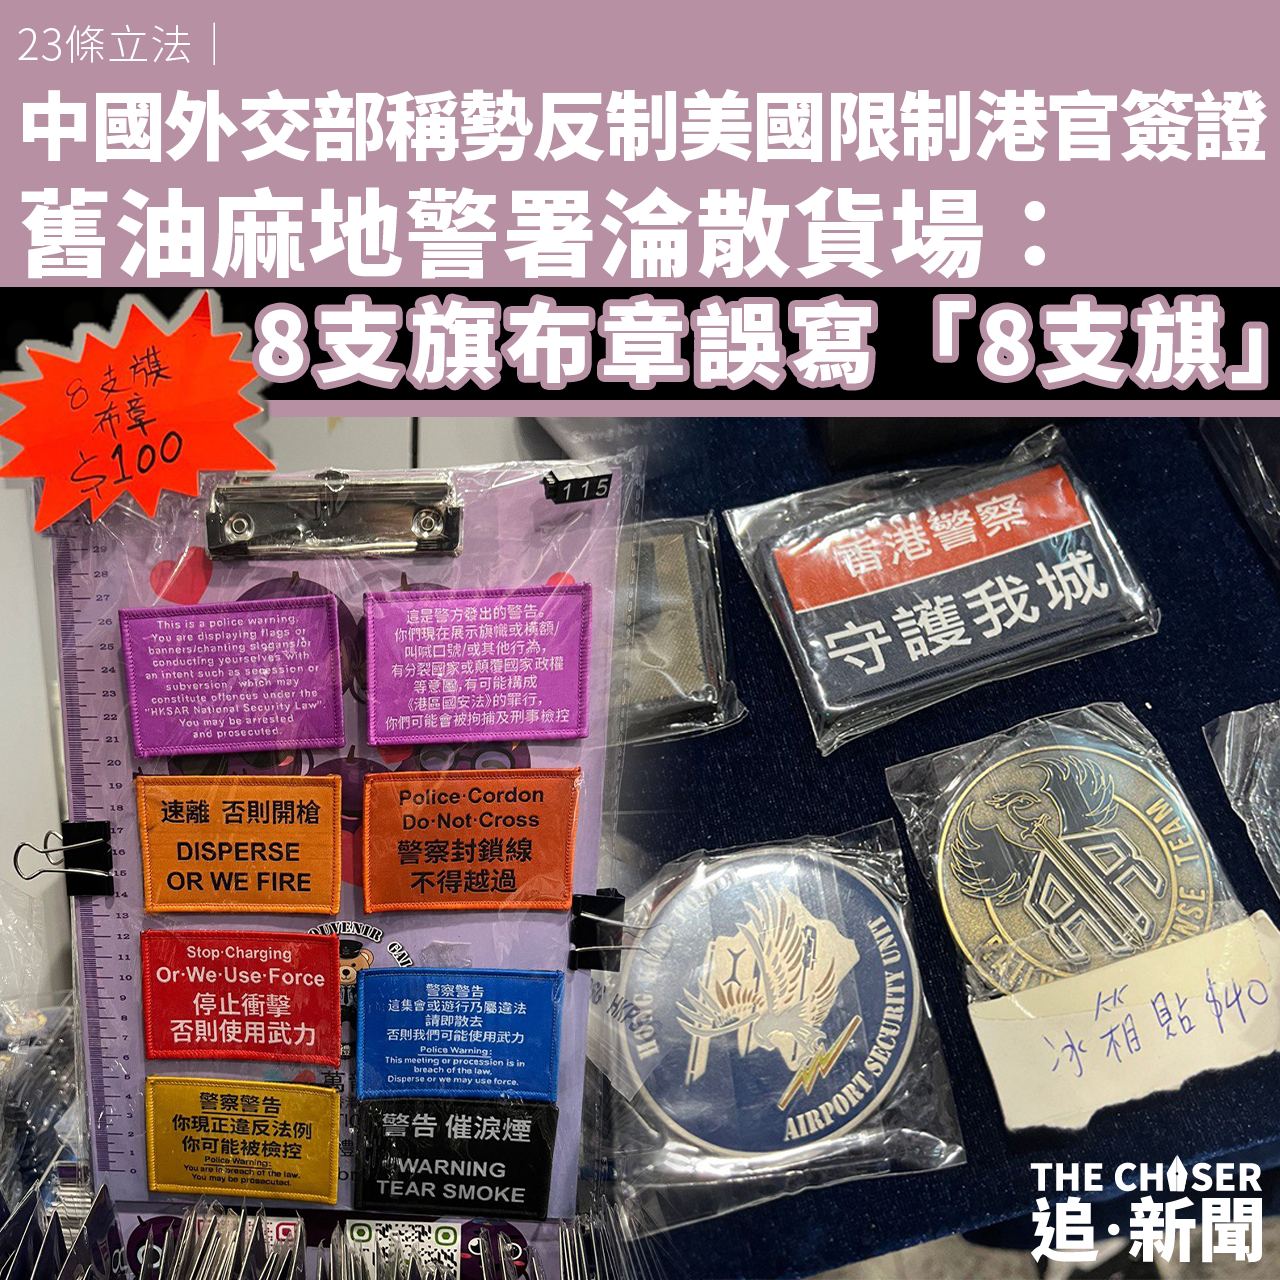 23條立法｜
中國外交部稱勢反制美國限制港官簽證
舊油麻地警署淪散貨場：
8支旗布章誤寫「8支旗」
8支旗
布章
$100
115
This is a police warning.
You are displaying flags or
banners/chanting slogans/or
conducting yourselves with
an intent such as secession or
subversion, which may
constitute offences under the
"HKSAR National Security Law".
You may be arrested
and prosecuted.
這是警方發出的警告。
你們現在展示旗幟或橫額/
叫喊口號/或其他行為，
有分裂國家或顛覆國家政權
等意圖，有可能構成
《港區國安法》的罪行，
你們可能會被拘捕及刑事檢控
速離 否則開槍
DISPERSE
OR WE FIRE
Police·Cordon
Do·Not·Cross
警察封鎖線
不得越過
Stop·Charging
Or·We·Use·Force
停止衝擊
否則使用武力
警察警告
這集會或遊行乃屬違法
請即散去
否則我們可能使用武力
Police Warning:
This meeting or procession is in
breach of the law.
Disperse or we may use force.
警察警告
你現正違反法例
你可能被檢控
Police Warning:
You are in breach of the law.
You may be prosecuted.
警告 催淚煙
WARNING
TEAR SMOKE
SOUVENIR
香港警察
守護我城
AIRPORT SECURITY UNIT
TEAM
冰相貼 $40
THE CHASER
追·新聞